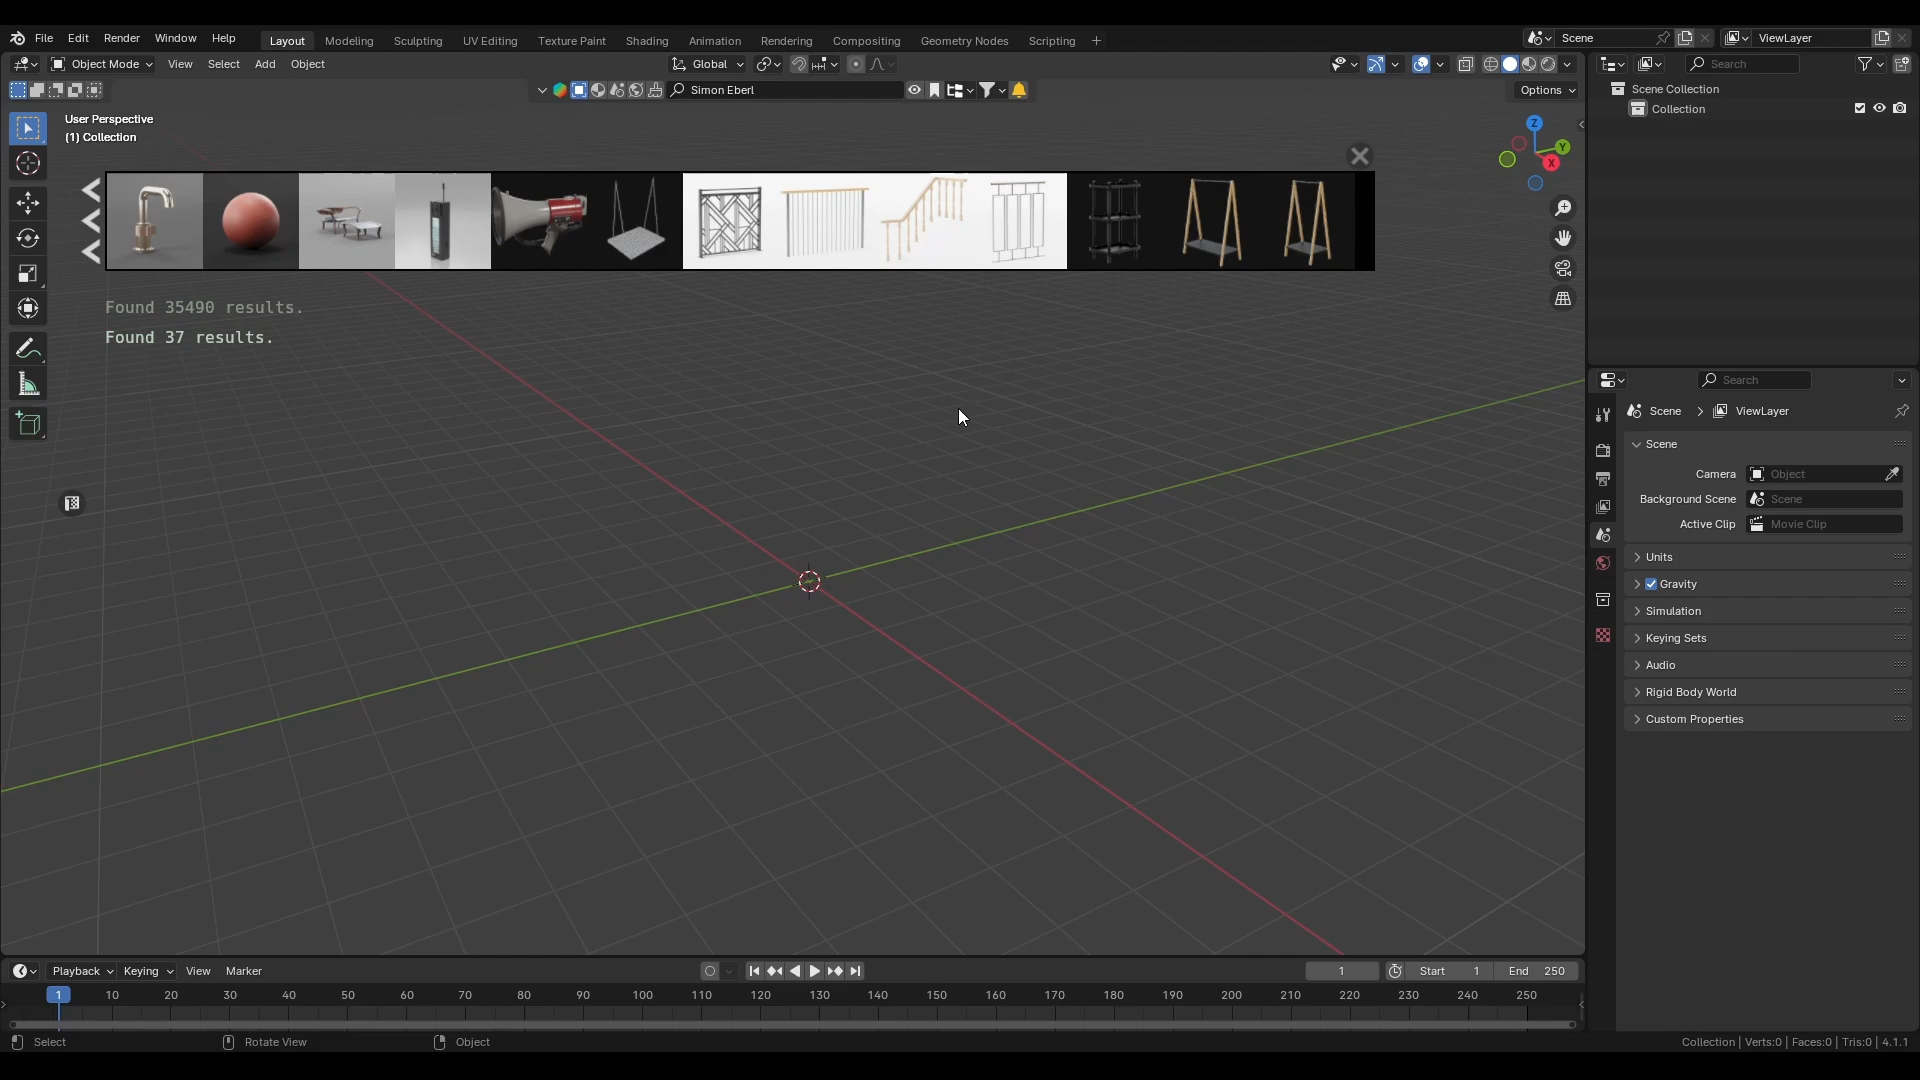 File Edit Render Window Help Layout Modeling Sculpting UV Editing Texture Paint Shading Animation Rendering Compositing Geometry Nodes Scripting + Scene ViewLayer
Object Mode View Select Add Object Global Search
Simon Eberl Options
User Perspective
(1) Collection
Found 35490 results.
Found 37 results.
Z
Y
X
Scene Collection
Collection
Search
Scene > ViewLayer
Scene
Camera Object
Background Scene Scene
Active Clip Movie Clip
Units
Gravity
Simulation
Keying Sets
Audio
Rigid Body World
Custom Properties
Playback Keying View Marker 1 Start 1 End 250
1 10 20 30 40 50 60 70 80 90 100 110 120 130 140 150 160 170 180 190 200 210 220 230 240 250
Select Rotate View Object Collection | Verts:0 | Faces:0 | Tris:0 | 4.1.1